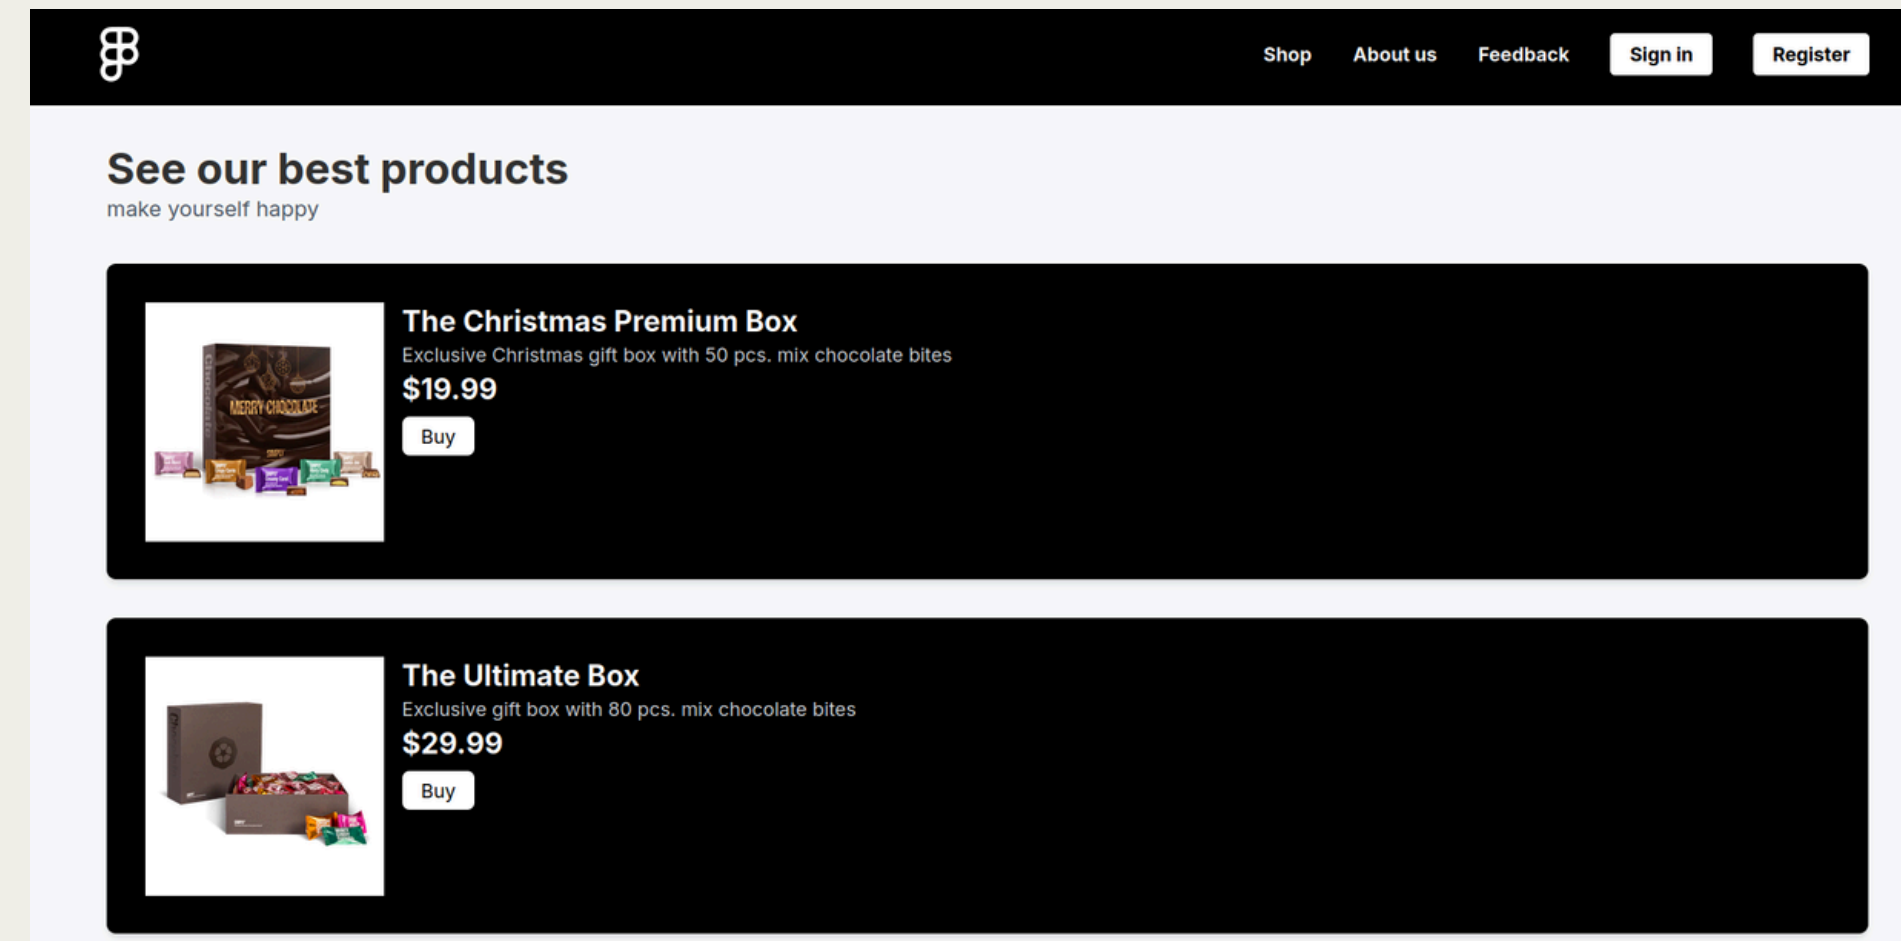 Shop About us Feedback Sign in Register
See our best products
make yourself happy
The Christmas Premium Box
Exclusive Christmas gift box with 50 pcs. mix chocolate bites
$19.99
Buy
Chocolate
MERRY CHOCOLATE
SIMPLY
The Ultimate Box
Exclusive gift box with 80 pcs. mix chocolate bites
$29.99
Buy